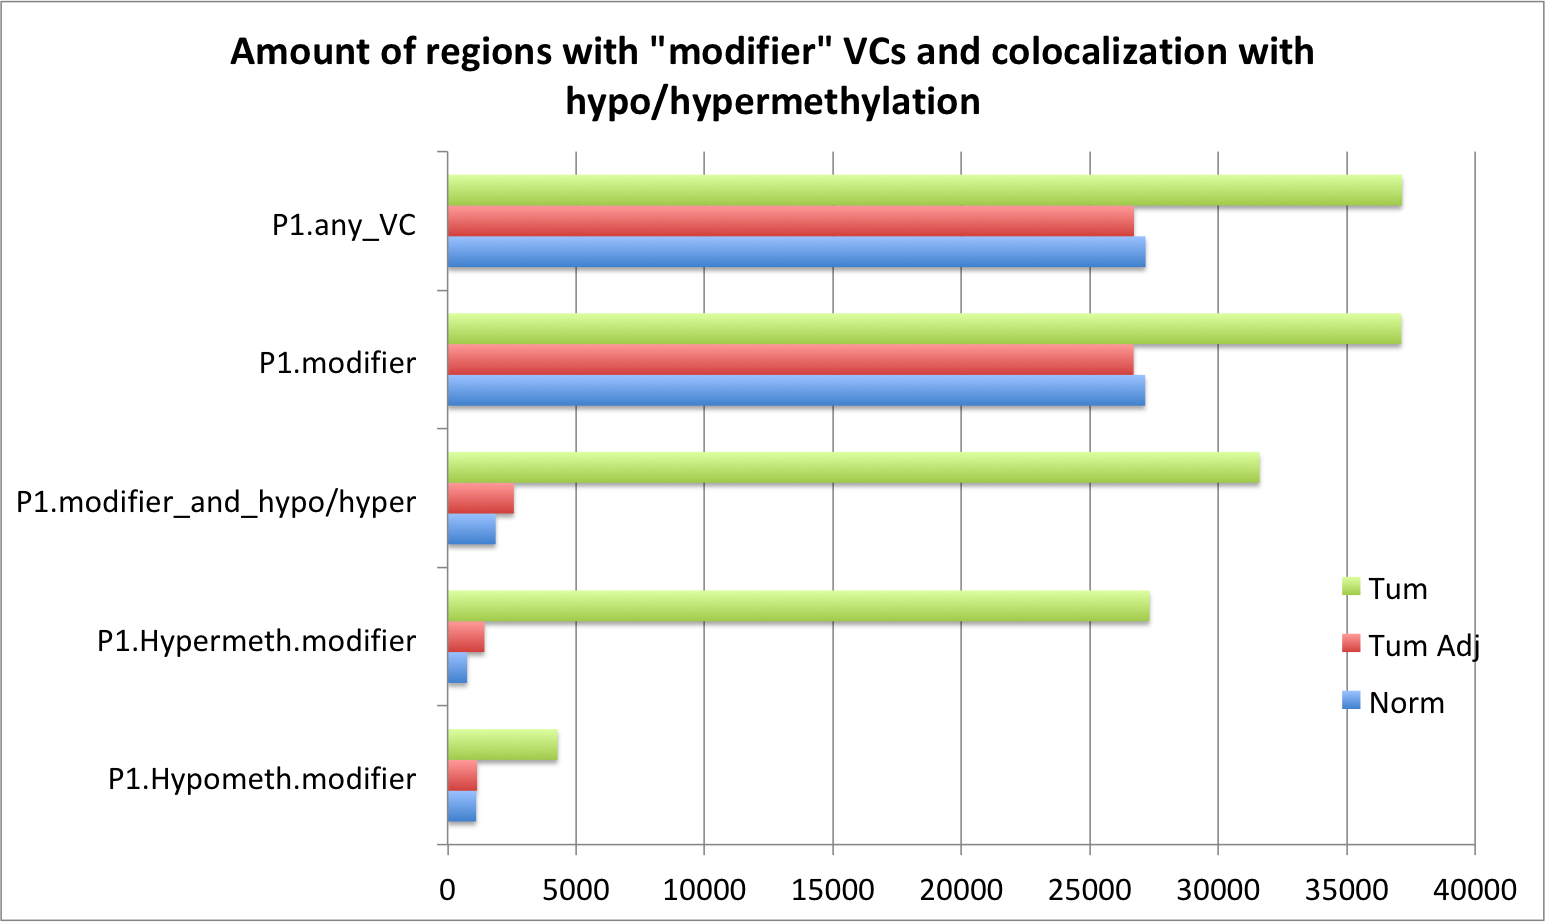 Amount of regions with "modifier" VCs and colocalization with
hypo/hypermethylation
P1.any_VC
P1.modifier
P1.modifier_and_hypo/hyper
P1.Hypermeth.modifier
P1.Hypometh.modifier
Tum
Tum Adj
Norm
0 5000 10000 15000 20000 25000 30000 35000 40000